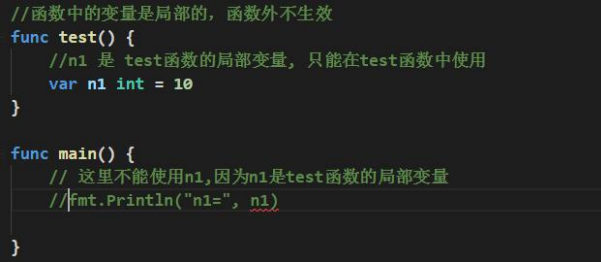 //函数中的变量是局部的，函数外不生效
func test() {
//n1 是 test函数的局部变量, 只能在test函数中使用
var n1 int = 10
}
func main() {
// 这里不能使用n1,因为n1是test函数的局部变量
//fmt.Println("n1=", n1)
}